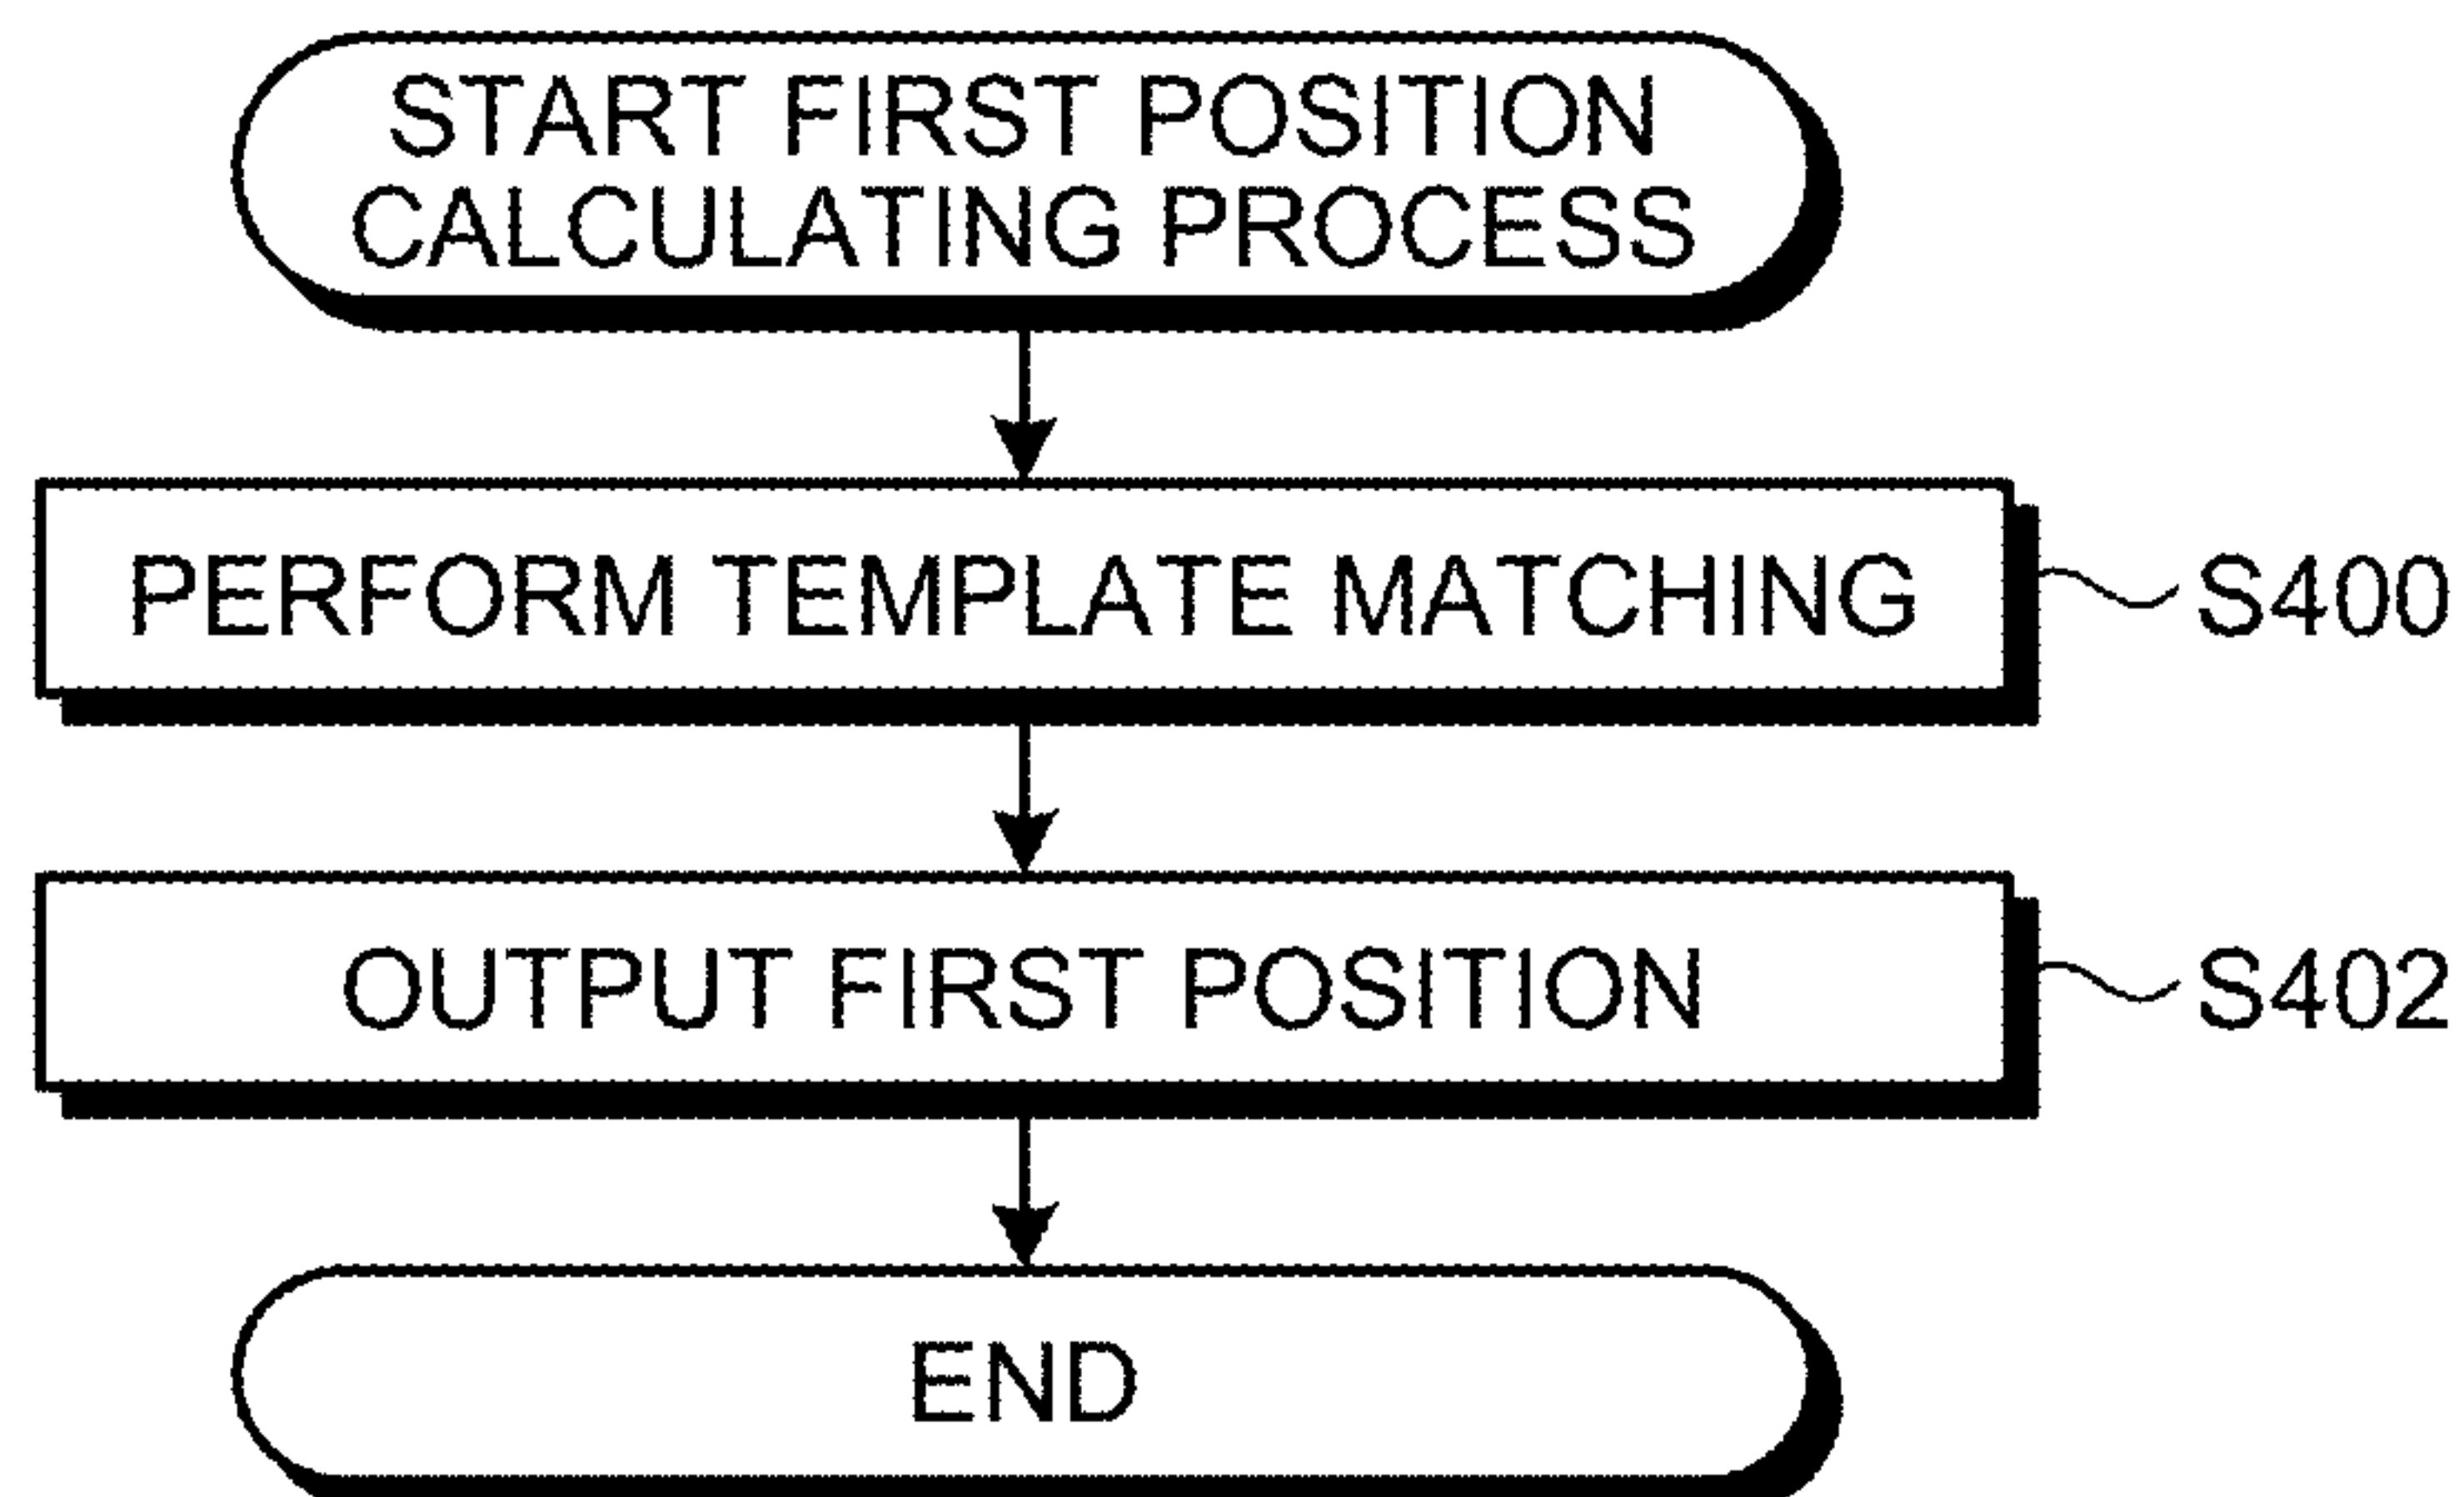 START FIRST POSITION
CALCULATING PROCESS
PERFORM TEMPLATE MATCHING
S400
OUTPUT FIRST POSITION
S402
END